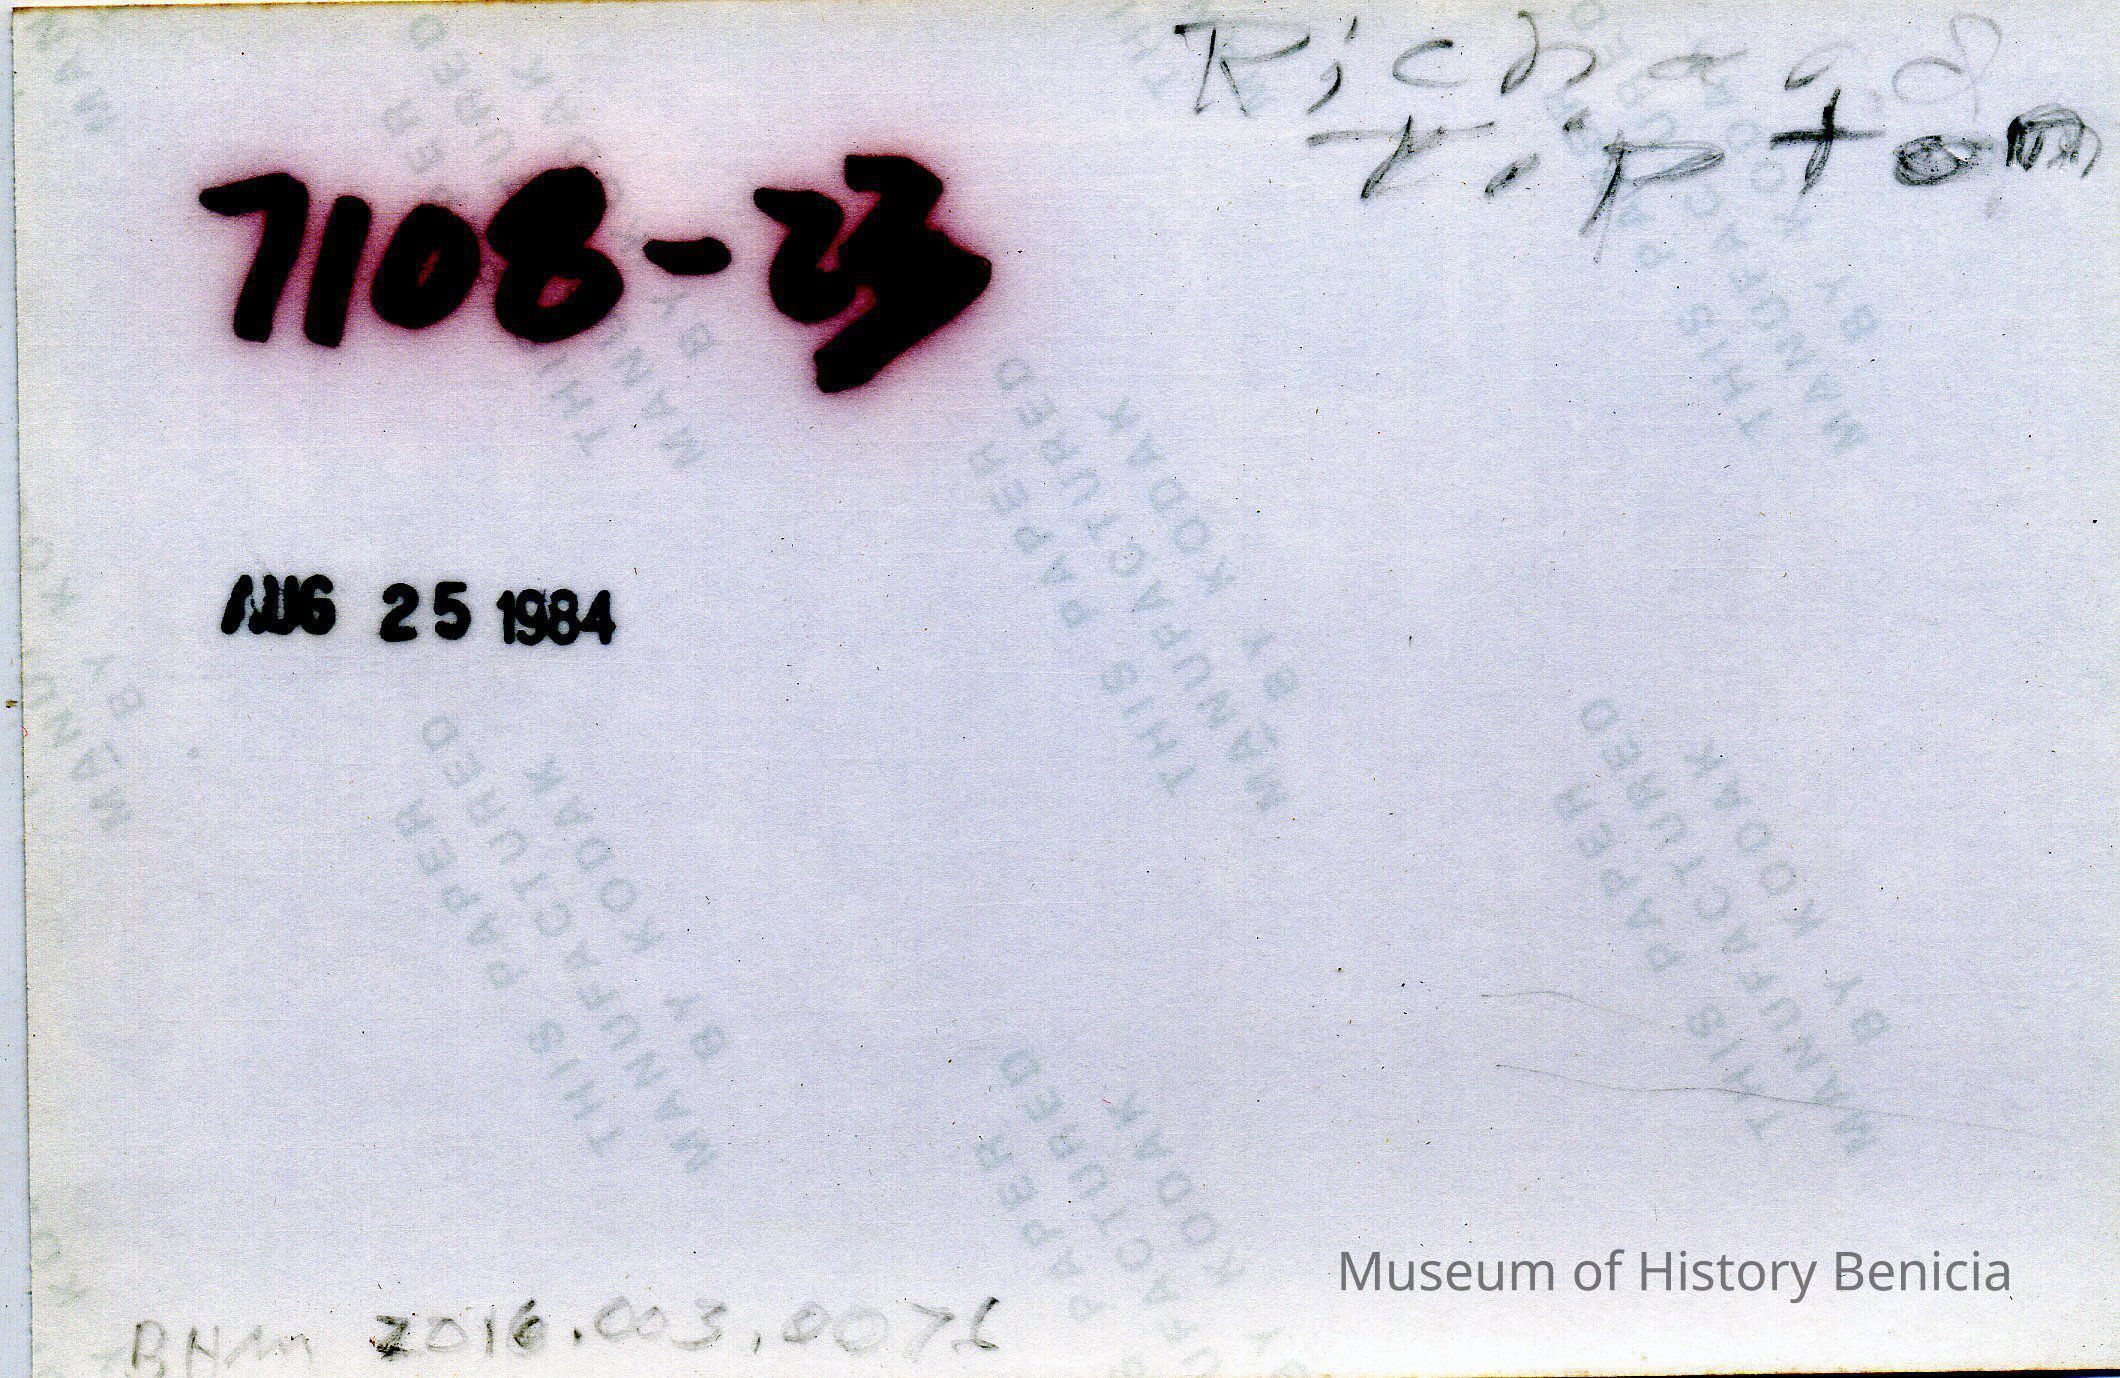 Richard
Tipton
7108-23
AUG 25 1984
THIS PAPER
MANUFACTURED
BY KODAK
Museum of History Benicia
BHM 2016.003.0076